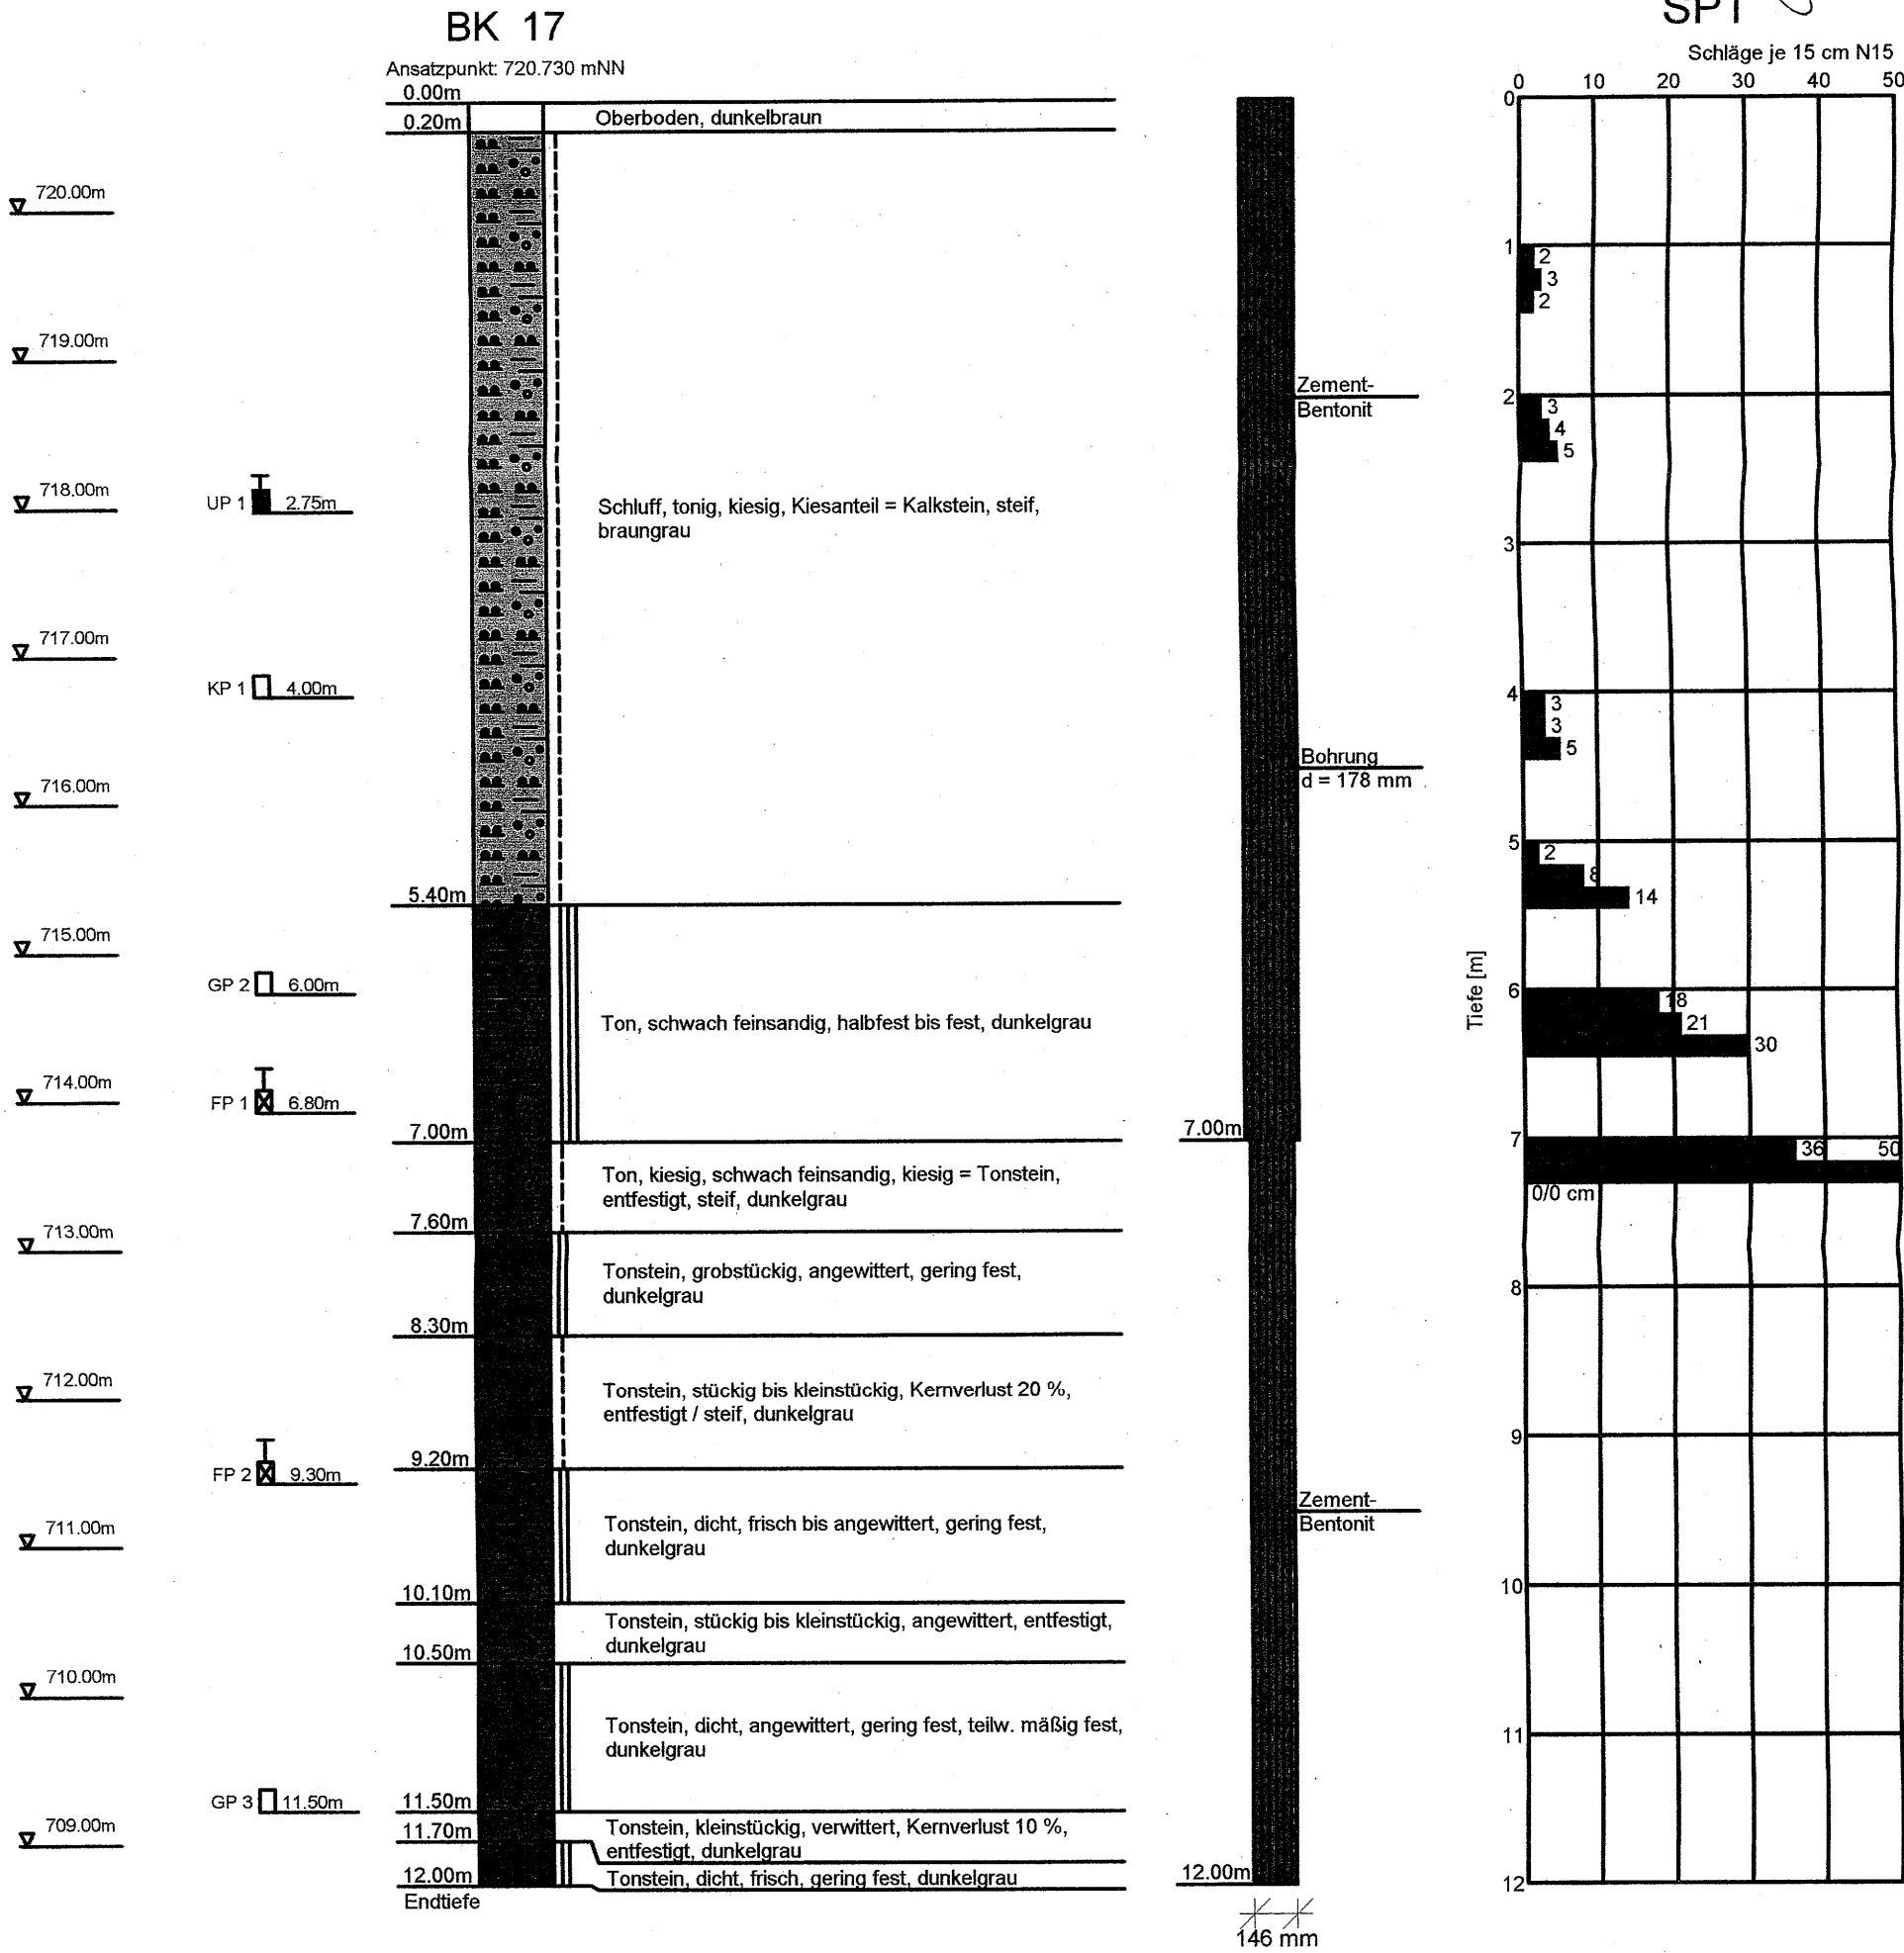 BK 17
Ansatzpunkt: 720.730 mNN
0.00m
0.20m
Oberboden, dunkelbraun
720.00m
719.00m
718.00m
717.00m
716.00m
715.00m
714.00m
713.00m
712.00m
711.00m
710.00m
709.00m
UP 1 2.75m
KP 1 4.00m
GP 2 6.00m
FP 1 6.80m
FP 2 9.30m
GP 3 11.50m
Schluff, tonig, kiesig, Kiesanteil = Kalkstein, steif,
braungrau
5.40m
Ton, schwach feinsandig, halbfest bis fest, dunkelgrau
7.00m
Ton, kiesig, schwach feinsandig, kiesig = Tonstein,
entfestigt, steif, dunkelgrau
7.60m
Tonstein, grobstückig, angewittert, gering fest,
dunkelgrau
8.30m
Tonstein, stückig bis kleinstückig, Kernverlust 20 %,
entfestigt / steif, dunkelgrau
9.20m
Tonstein, dicht, frisch bis angewittert, gering fest,
dunkelgrau
10.10m
Tonstein, stückig bis kleinstückig, angewittert, entfestigt,
dunkelgrau
10.50m
Tonstein, dicht, angewittert, gering fest, teilw. mäßig fest,
dunkelgrau
11.50m
Tonstein, kleinstückig, verwittert, Kernverlust 10 %,
entfestigt, dunkelgrau
11.70m
Tonstein, dicht, frisch, gering fest, dunkelgrau
12.00m
Endtiefe
Zement-
Bentonit
Bohrung
d = 178 mm
7.00m
Zement-
Bentonit
12.00m
146 mm
SPT
Schläge je 15 cm N15
0 10 20 30 40 50
Tiefe [m]
0
1
2
3
2
2
3
4
5
3
4
3
3
5
5
2
8
14
6
18
21
30
7
36 50
0/0 cm
8
9
10
11
12